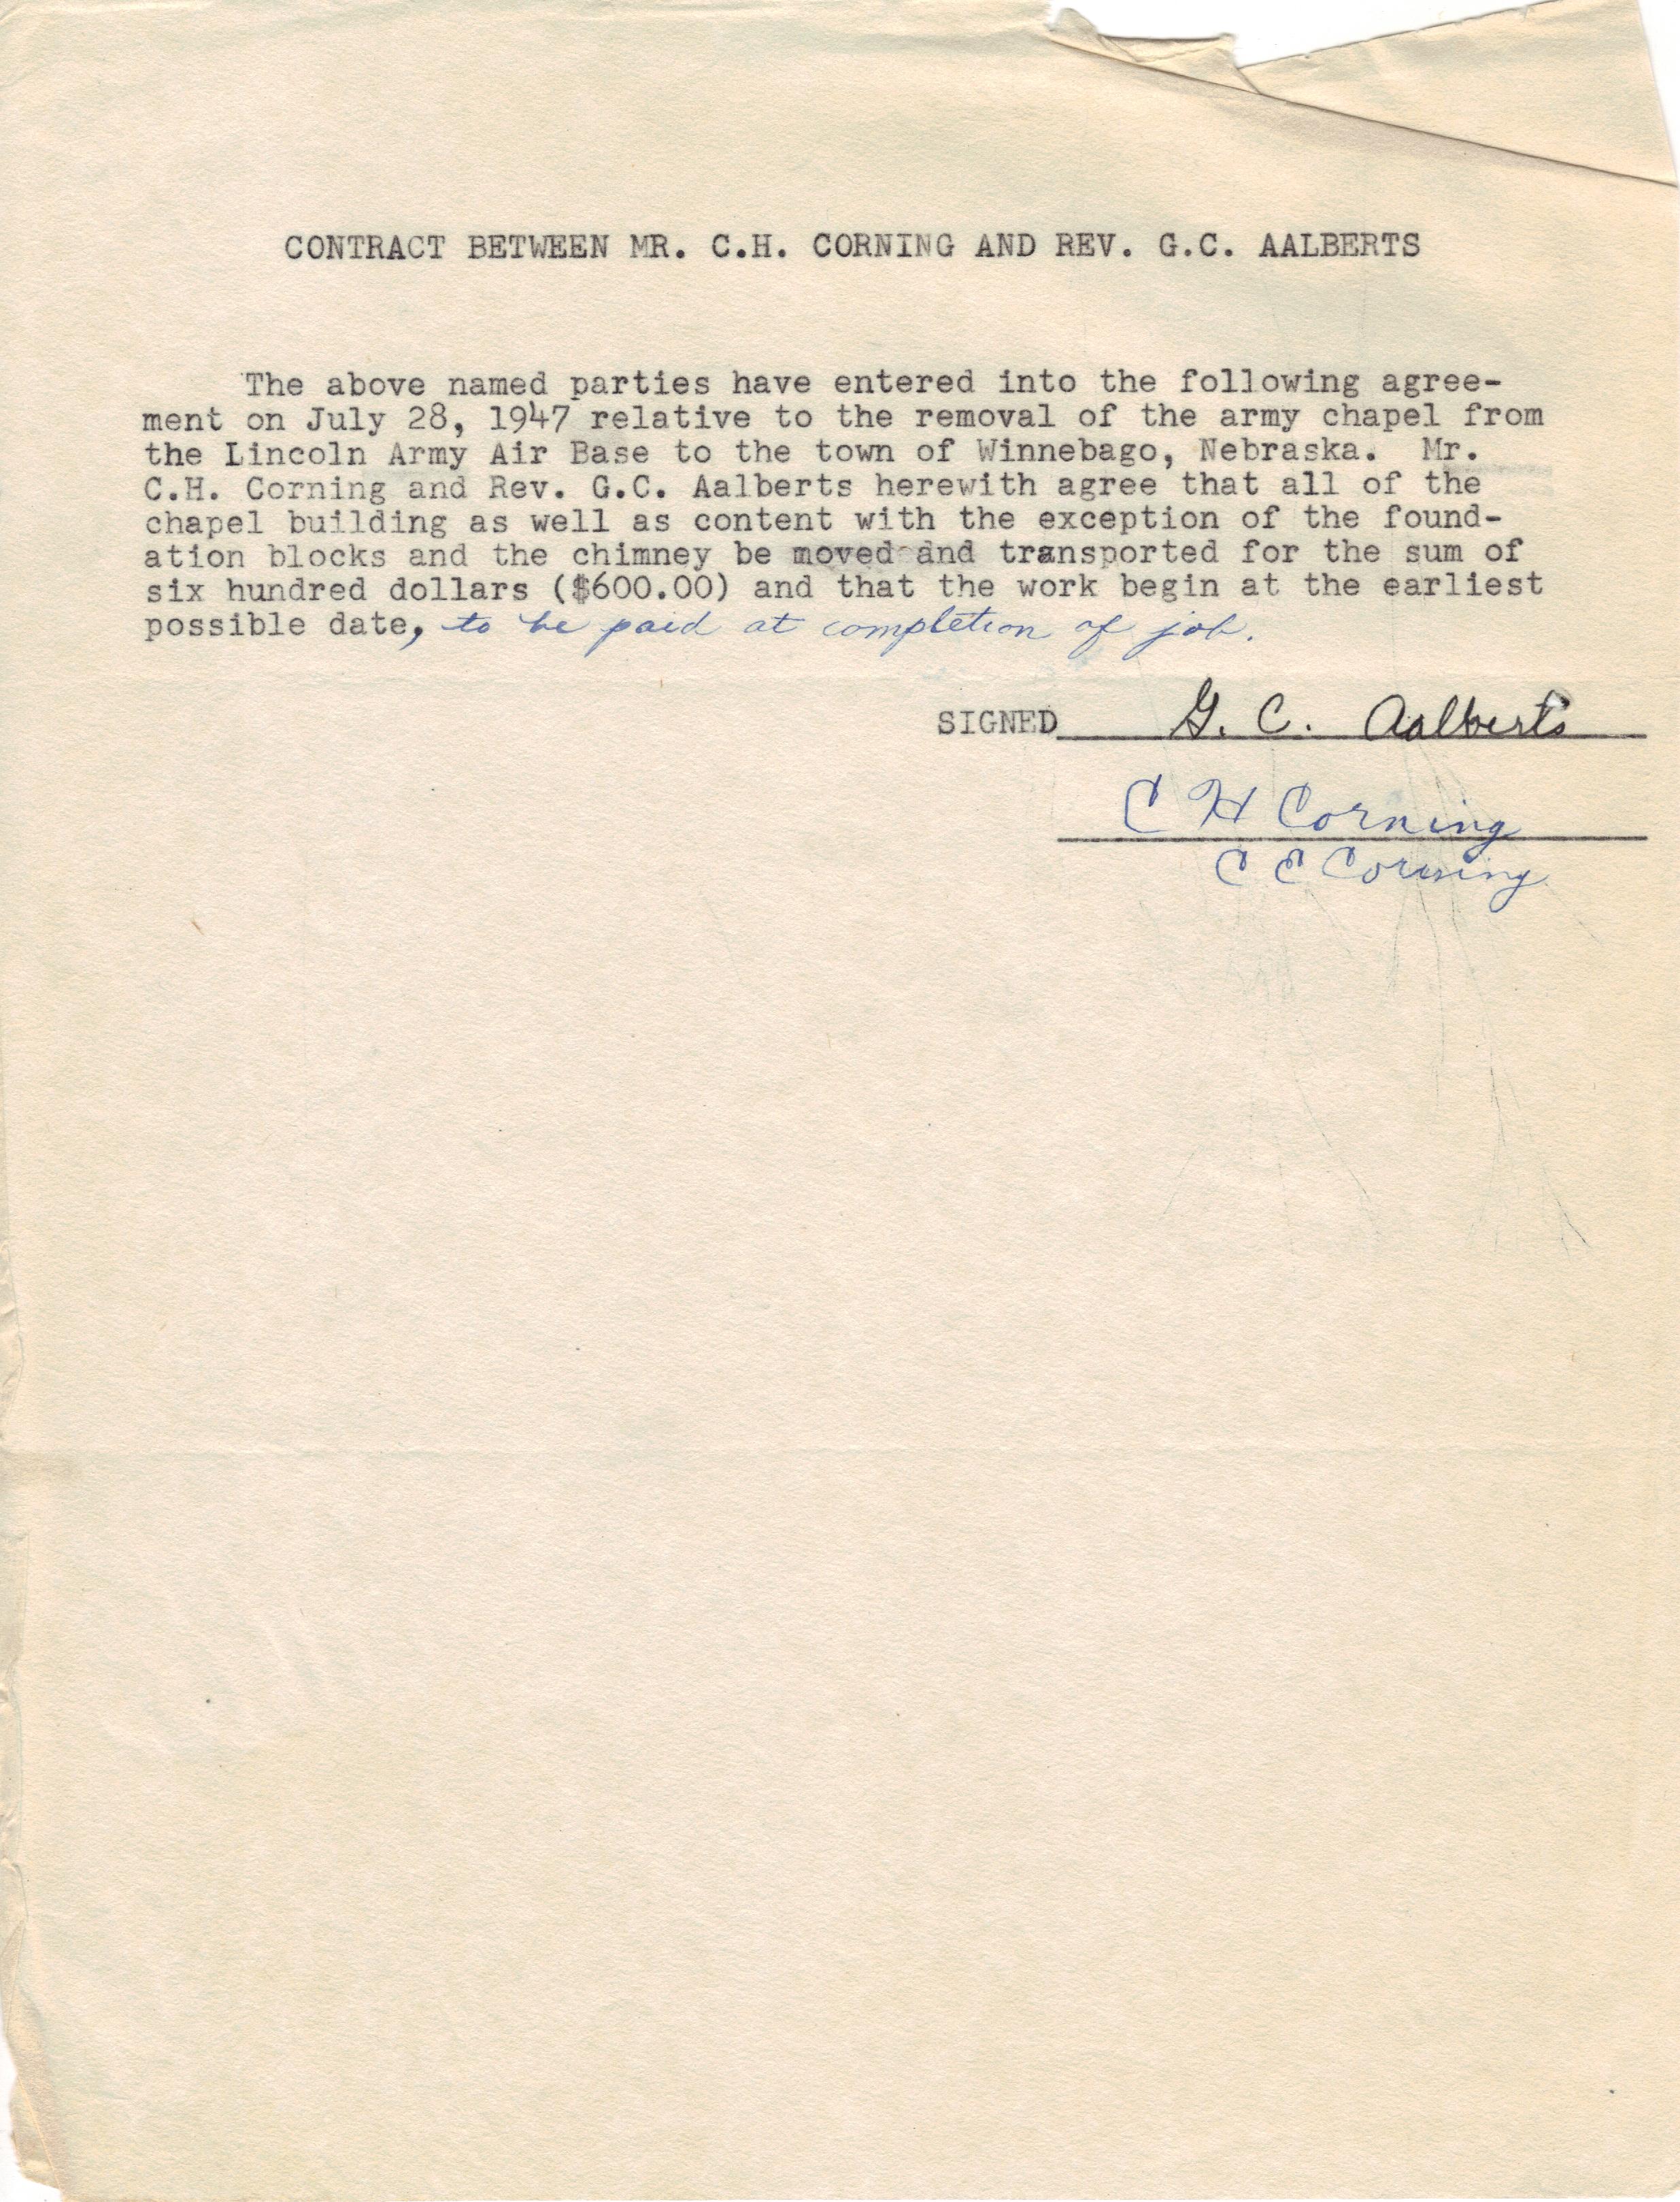 CONTRACT BETWEEN MR. C.H. CORNING AND REV. G.C. AALBERTS
The above named parties have entered into the following agree-
ment on July 28, 1947 relative to the removal of the army chapel from
the Lincoln Army Air Base to the town of Winnebago, Nebraska. Mr.
C.H. Corning and Rev. G.C. Aalberts herewith agree that all of the
chapel building as well as content with the exception of the found-
ation blocks and the chimney be moved and transported for the sum of
six hundred dollars ($600.00) and that the work begin at the earliest
possible date, to be paid at completion of job.
SIGNED G. C. Aalberts
C H Corning
C E Corning